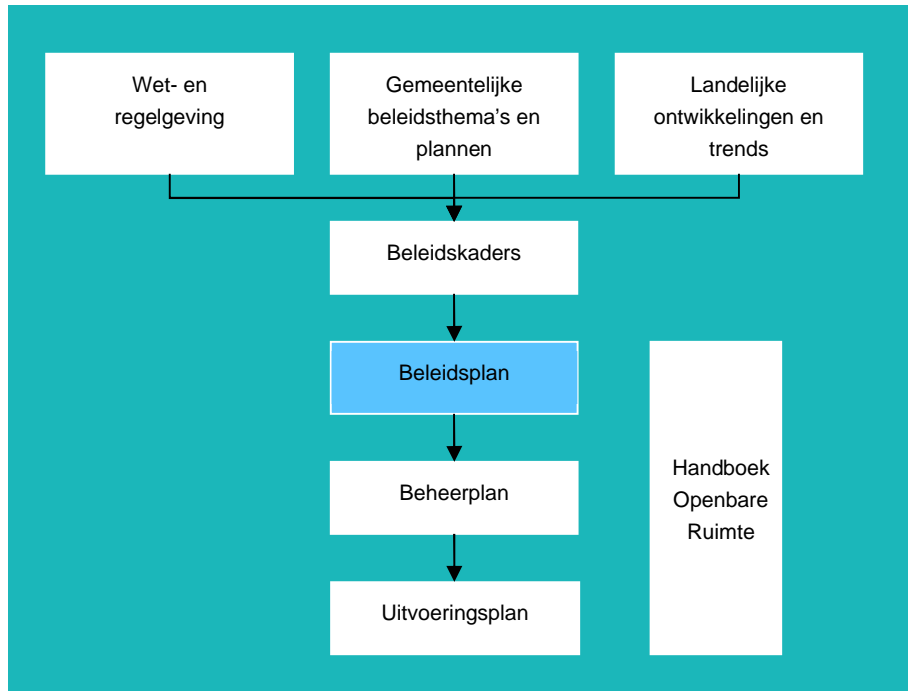 Wet- en
regelgeving
Gemeentelijke
beleidsthema's en
plannen
Landelijke
ontwikkelingen en
trends
Beleidskaders
Beleidsplan
Beheerplan
Handboek
Openbare
Ruimte
Uitvoeringsplan